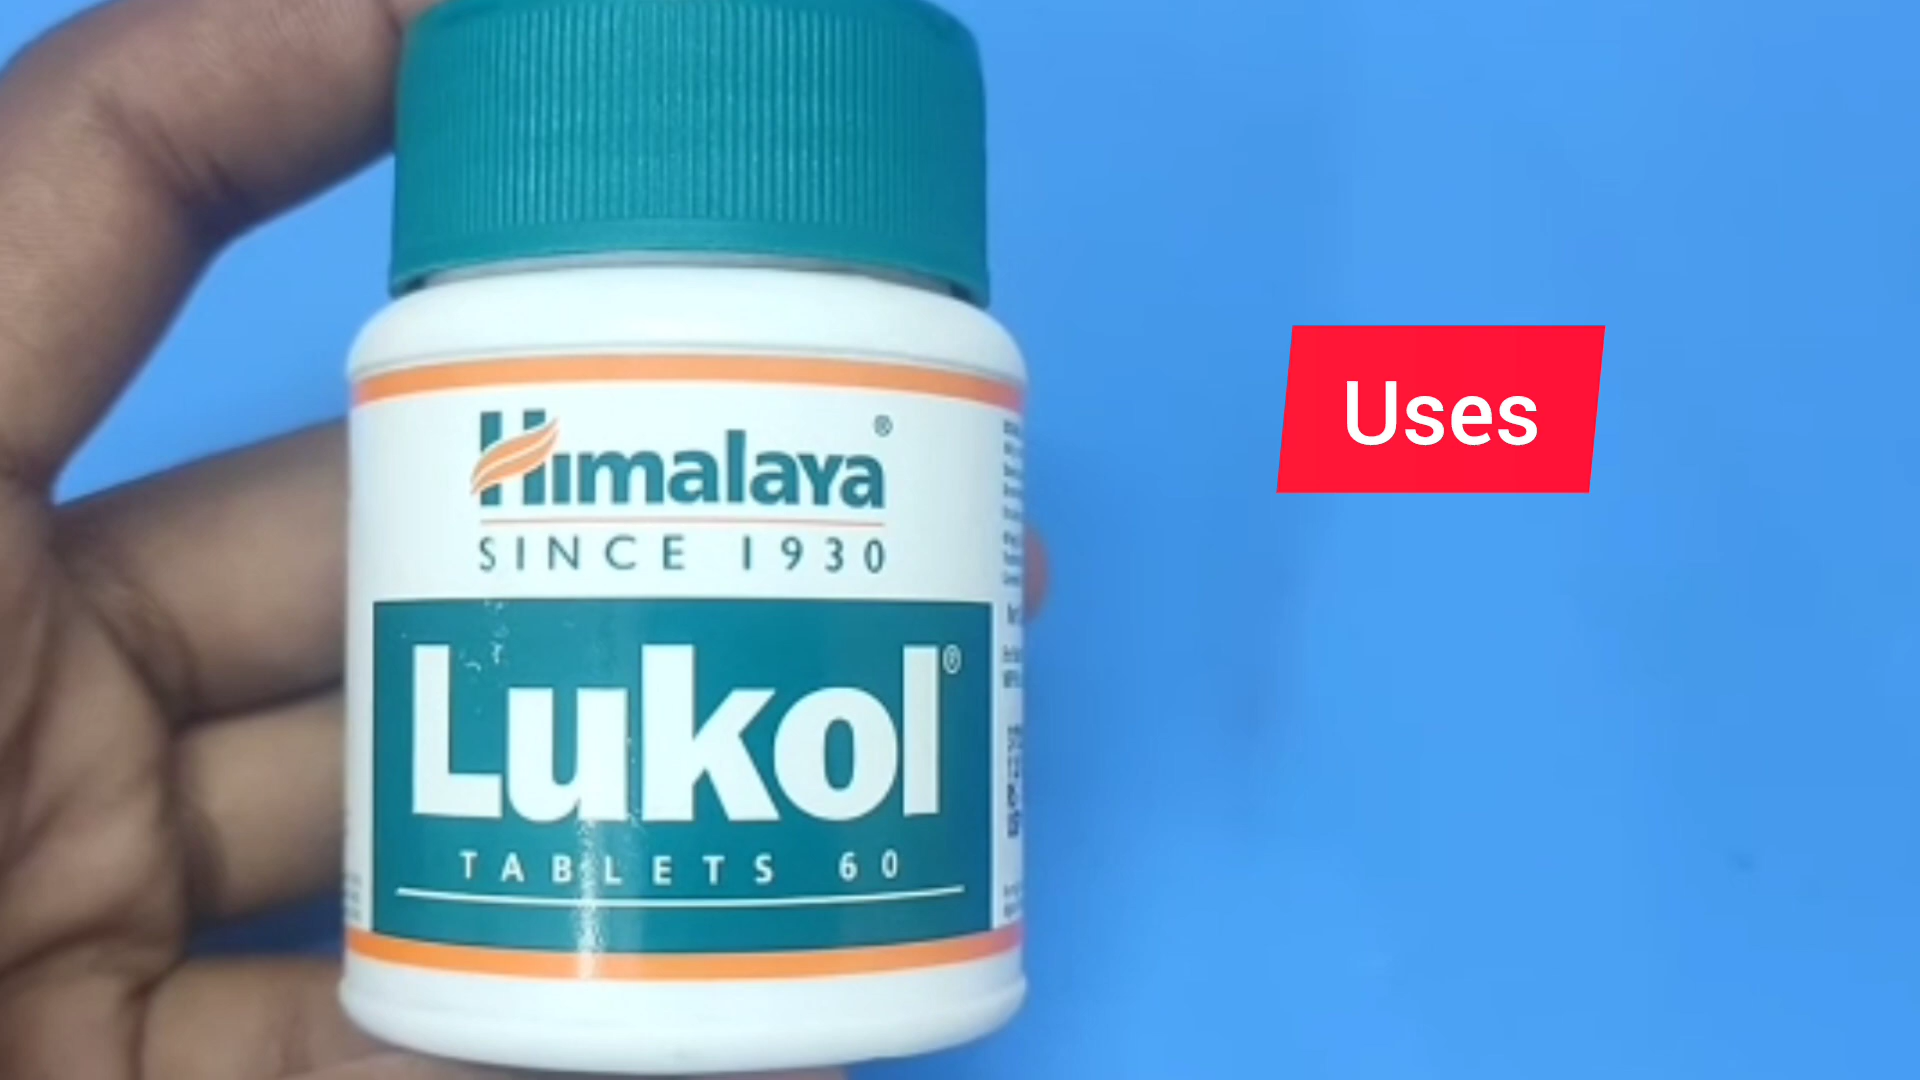 Himalaya®
SINCE 1930
Lukol®
TABLETS 60
Uses